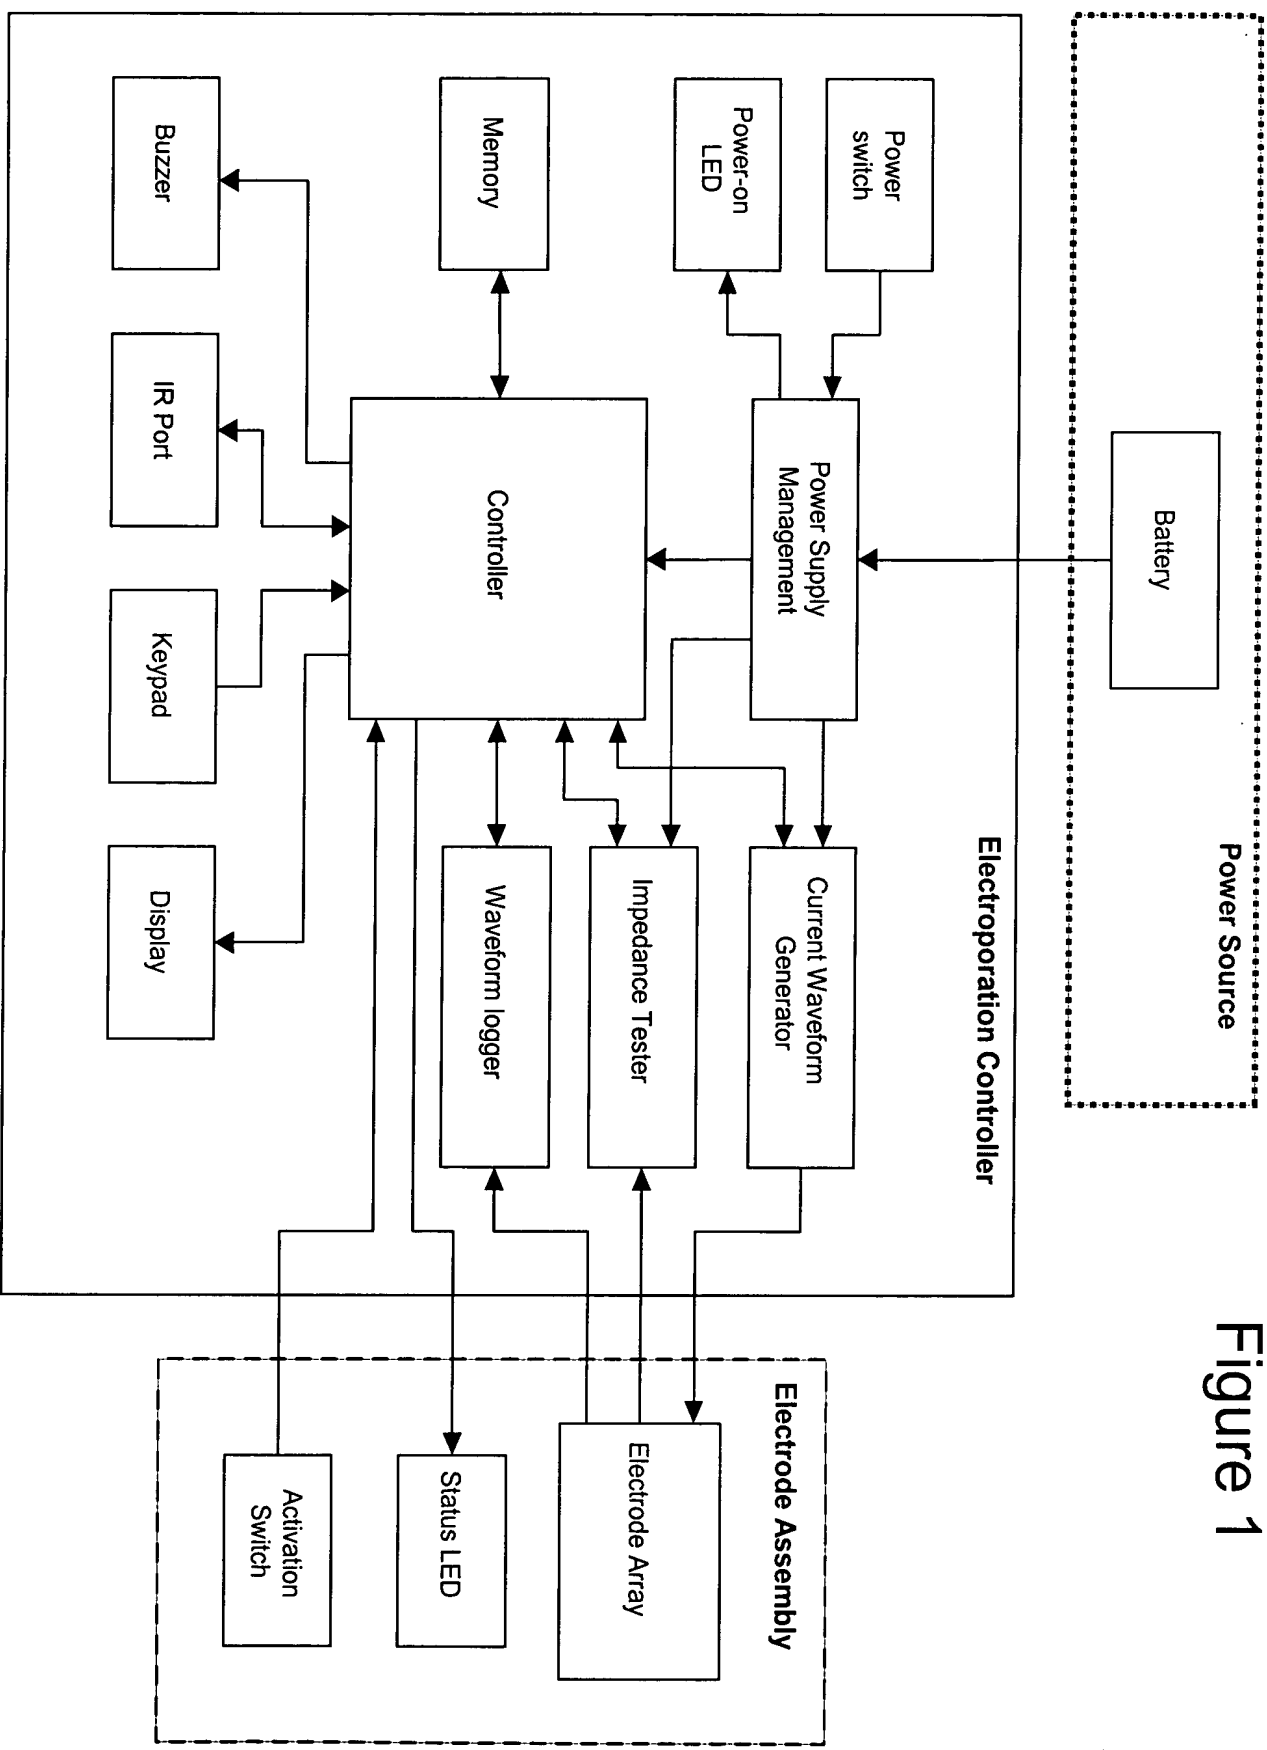 Figure 1
Power Source
Battery
Electroporation Controller
Power
switch
Power-on
LED
Power Supply
Management
Current Waveform
Generator
Memory
Controller
Impedance Tester
Waveform logger
Buzzer
IR Port
Keypad
Display
Electrode Assembly
Electrode Array
Status LED
Activation
Switch